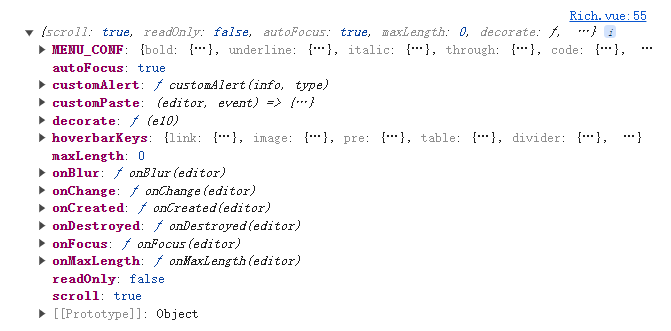 Rich.vue:55
▼ {scroll: true, readOnly: false, autoFocus: true, maxLength: 0, decorate: ƒ, …} i
▶ MENU_CONF: {bold: {…}, underline: {…}, italic: {…}, through: {…}, code: {…}, …
autoFocus: true
▶ customAlert: ƒ customAlert(info, type)
▶ customPaste: (editor, event) => {…}
▶ decorate: ƒ (e10)
▶ hoverbarKeys: {link: {…}, image: {…}, pre: {…}, table: {…}, divider: {…}, …}
maxLength: 0
▶ onBlur: ƒ onBlur(editor)
▶ onChange: ƒ onChange(editor)
▶ onCreated: ƒ onCreated(editor)
▶ onDestroyed: ƒ onDestroyed(editor)
▶ onFocus: ƒ onFocus(editor)
▶ onMaxLength: ƒ onMaxLength(editor)
readOnly: false
scroll: true
▶ [[Prototype]]: Object